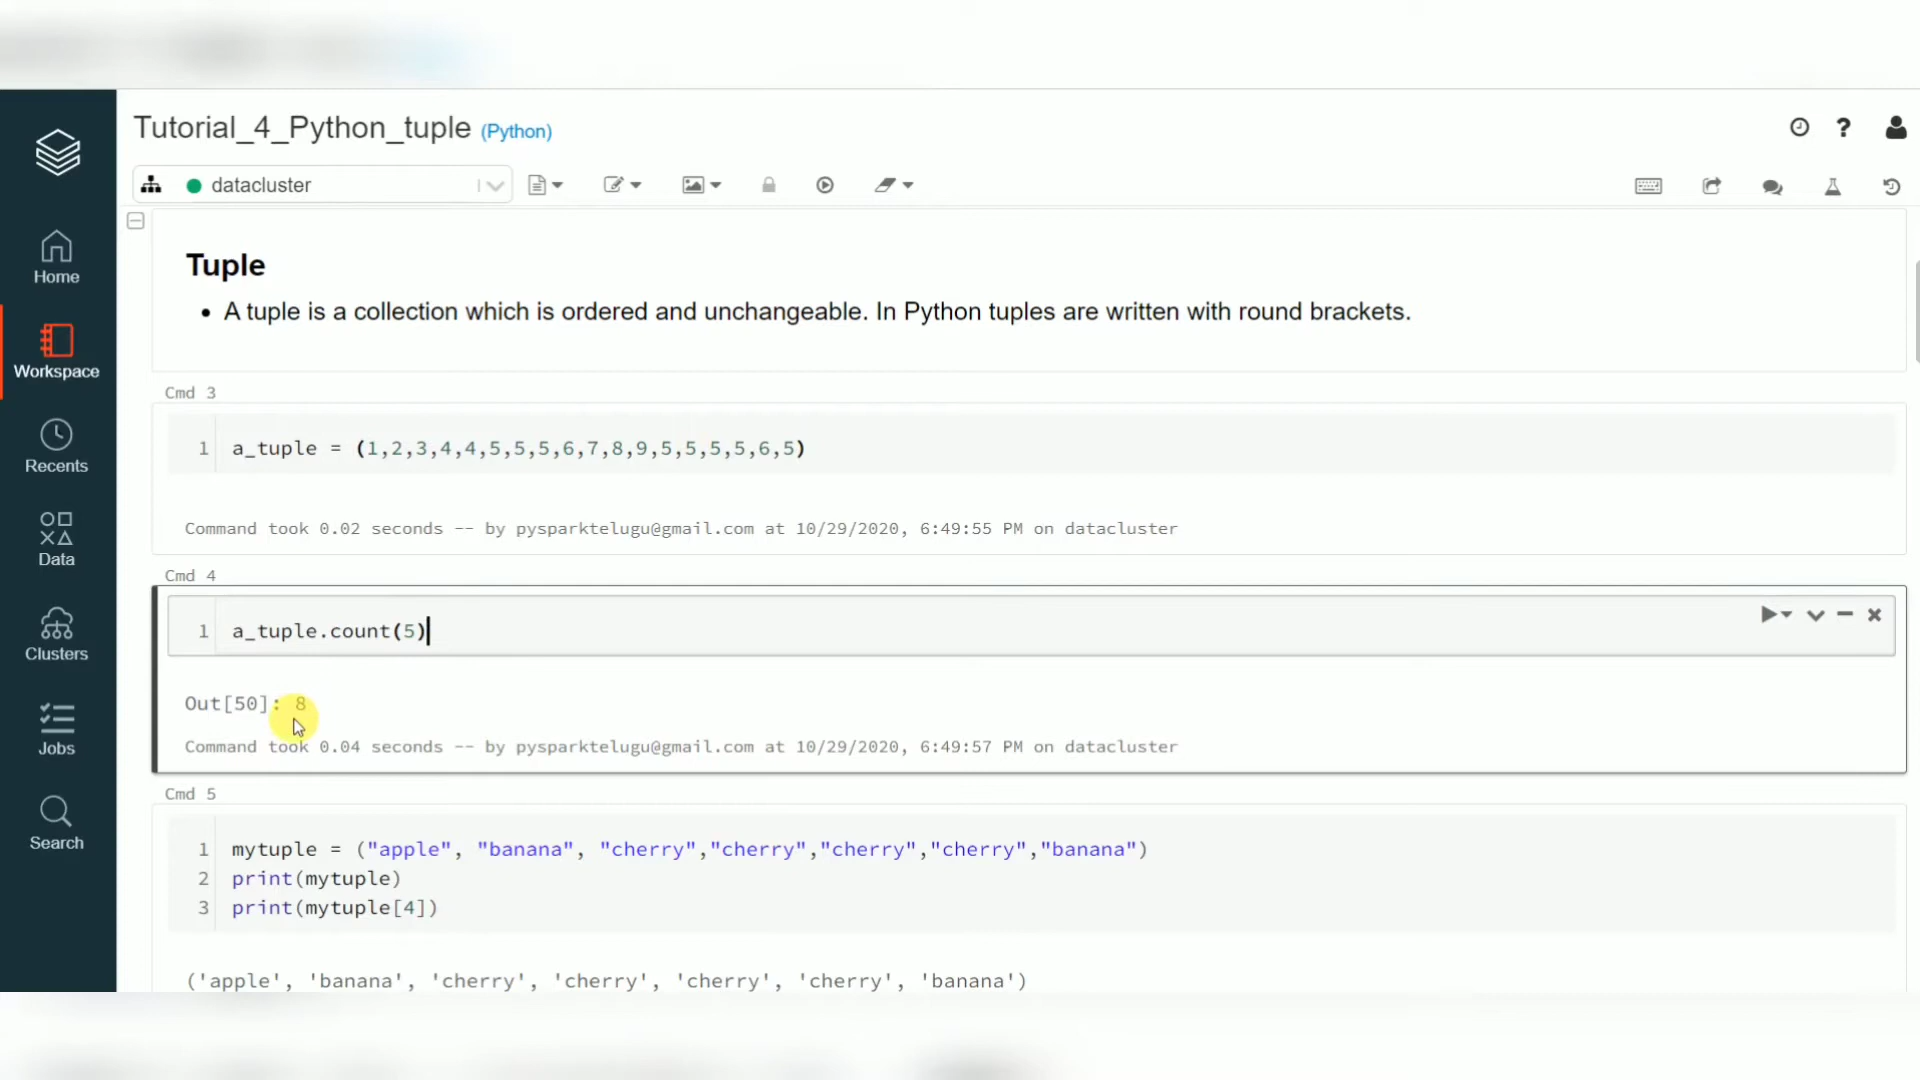 Tutorial_4_Python_tuple (Python)
datacluster
Home
Workspace
Recents
Data
Clusters
Jobs
Search
Tuple
• A tuple is a collection which is ordered and unchangeable. In Python tuples are written with round brackets.
Cmd 3
1 a_tuple = (1,2,3,4,4,5,5,5,6,7,8,9,5,5,5,5,6,5)
Command took 0.02 seconds -- by pysparktelugu@gmail.com at 10/29/2020, 6:49:55 PM on datacluster
Cmd 4
1 a_tuple.count(5)
Out[50]: 8
Command took 0.04 seconds -- by pysparktelugu@gmail.com at 10/29/2020, 6:49:57 PM on datacluster
Cmd 5
1 mytuple = ("apple", "banana", "cherry","cherry","cherry","cherry","banana")
2 print(mytuple)
3 print(mytuple[4])
('apple', 'banana', 'cherry', 'cherry', 'cherry', 'cherry', 'banana')